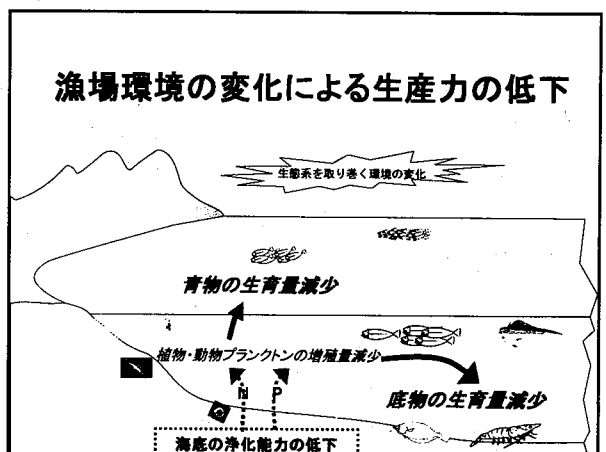 漁場環境の変化による生産力の低下
生態系を取り巻く環境の変化
青物の生育量減少
植物・動物プランクトンの増殖量減少
N P
底物の生育量減少
海底の浄化能力の低下